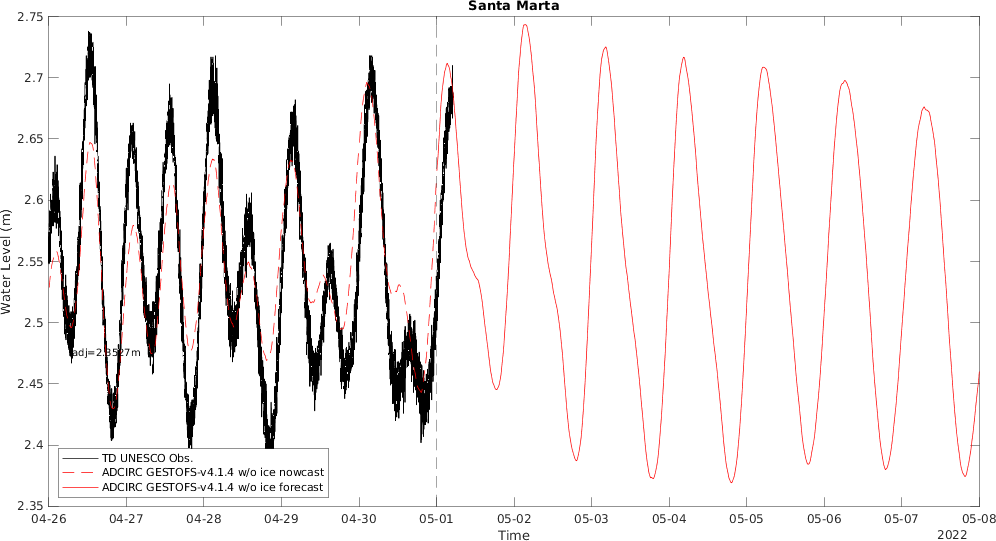 Santa Marta
2.75
2.7
2.65
2.6
2.55
2.5
2.45
2.4
2.35
Water Level (m)
adj=2.3527m
TD UNESCO Obs.
ADCIRC GESTOFS-v4.1.4 w/o ice nowcast
ADCIRC GESTOFS-v4.1.4 w/o ice forecast
04-26 04-27 04-28 04-29 04-30 05-01 05-02 05-03 05-04 05-05 05-06 05-07 05-08
Time
2022